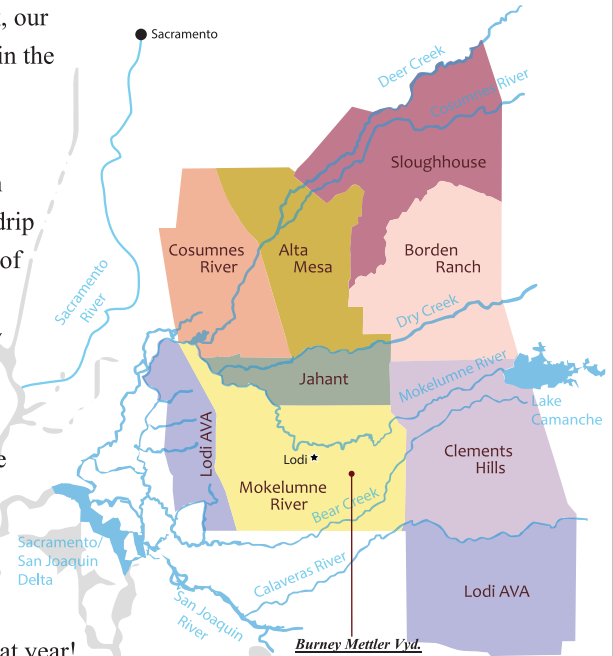 , our
in the
drip
of
e
at year!
Sacramento
Deer Creek
Cosumnes River
Sloughhouse
Cosumnes
River
Alta
Mesa
Borden
Ranch
Sacramento
River
Dry Creek
Jahant
Mokelumne River
Lake
Camanche
Lodi AVA
Lodi
Mokelumne
River
Clements
Hills
Bear Creek
Sacramento/
San Joaquin
Delta
Calaveras River
San Joaquin
River
Lodi AVA
Burney Mettler Vyd.